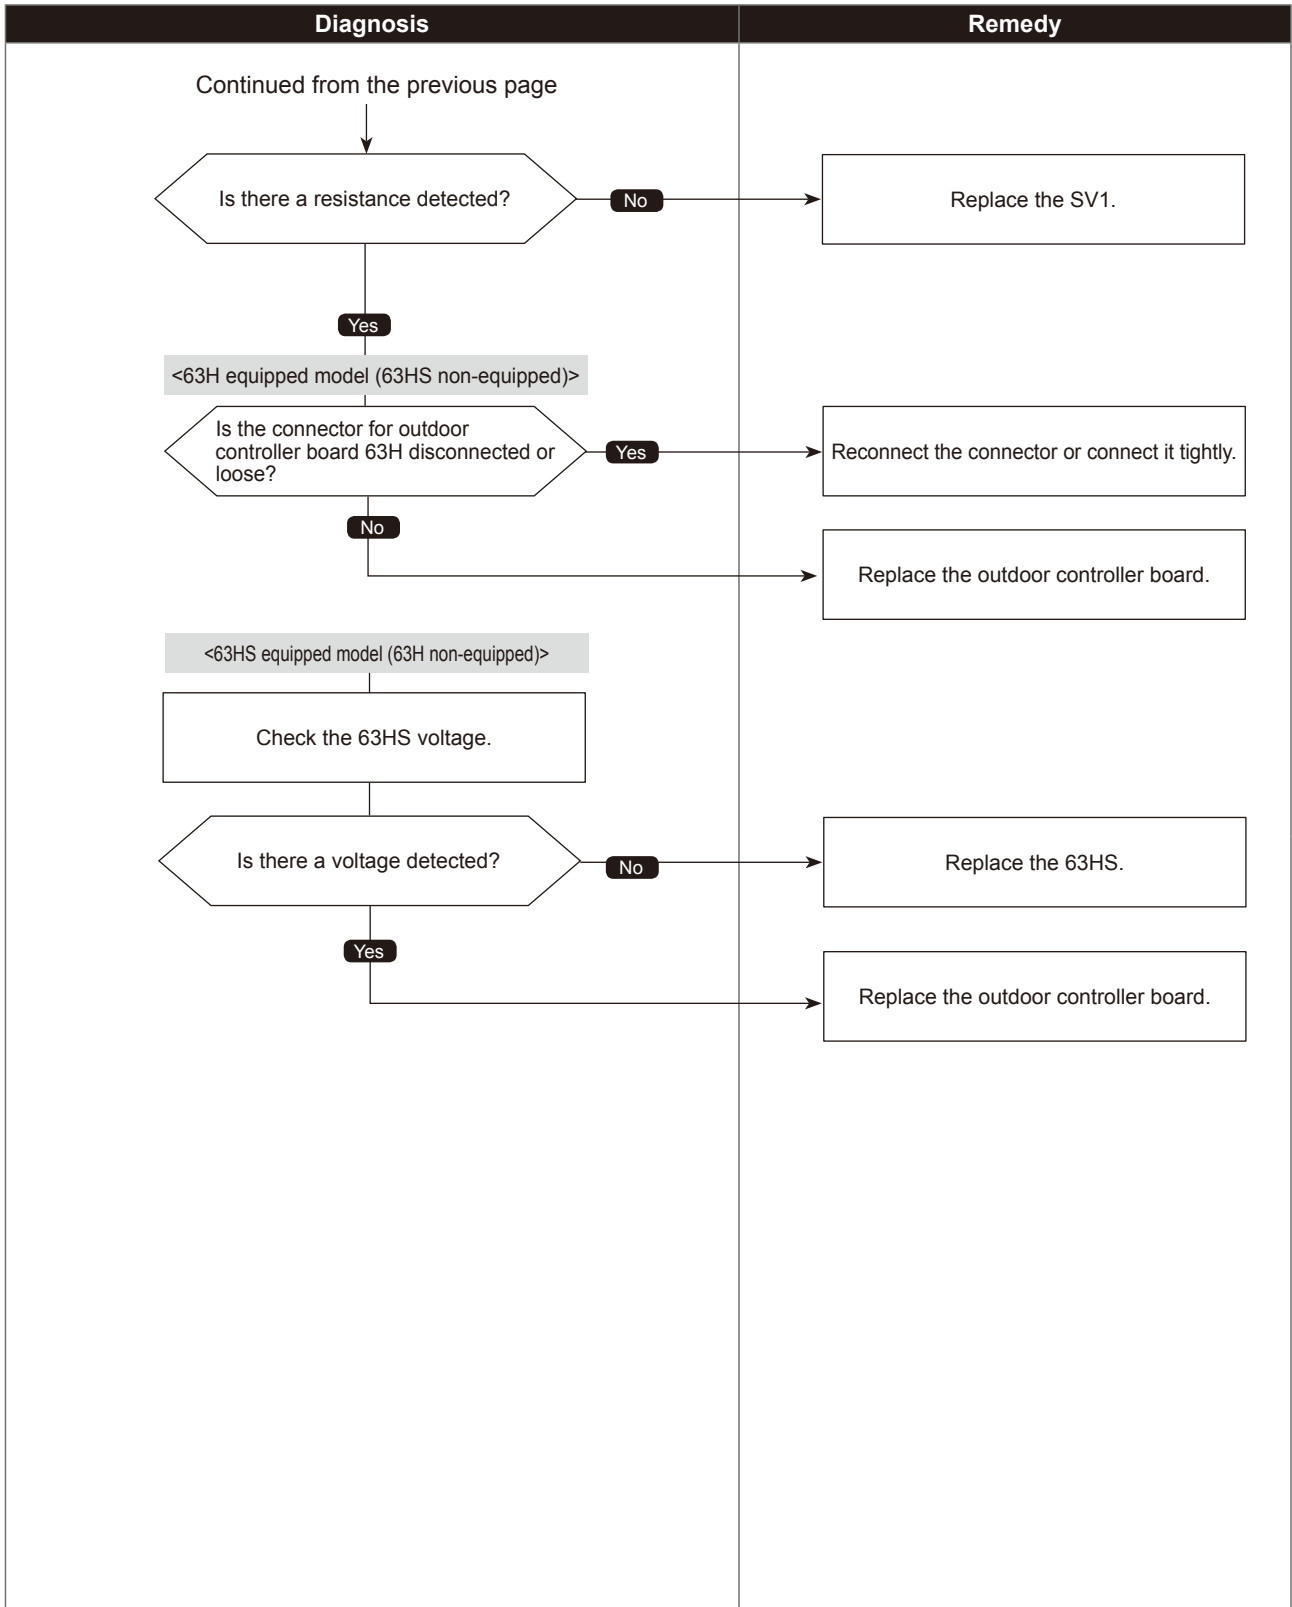 Diagnosis
Remedy
Continued from the previous page
Is there a resistance detected?
No
Replace the SV1.
Yes
<63H equipped model (63HS non-equipped)>
Is the connector for outdoor
controller board 63H disconnected or
loose?
Yes
Reconnect the connector or connect it tightly.
No
Replace the outdoor controller board.
<63HS equipped model (63H non-equipped)>
Check the 63HS voltage.
Is there a voltage detected?
No
Replace the 63HS.
Yes
Replace the outdoor controller board.